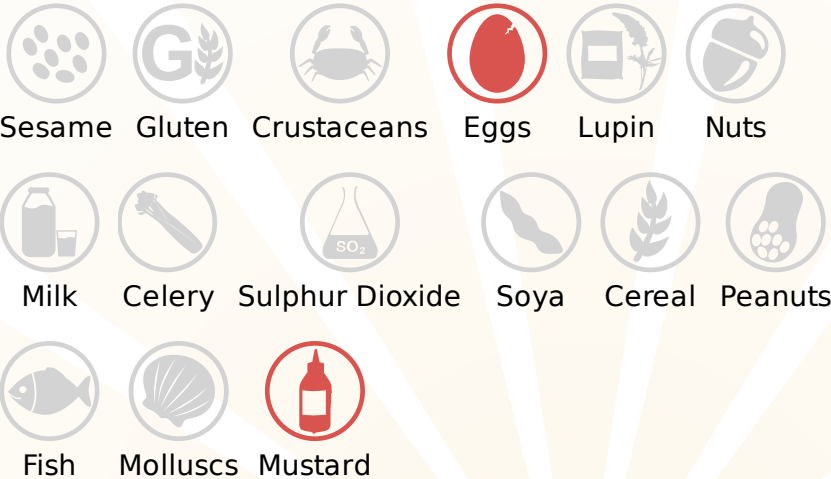 G
Sesame Gluten Crustaceans Eggs Lupin Nuts
SO₂
Milk Celery Sulphur Dioxide Soya Cereal Peanuts
Fish Molluscs Mustard